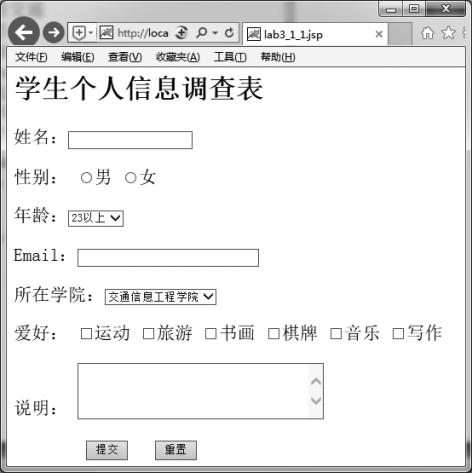 http://loca
lab3_1_1.jsp
文件(F) 编辑(E) 查看(V) 收藏夹(A) 工具(T) 帮助(H)
学生个人信息调查表
姓名：
性别： 男 女
年龄： 23以上
Email：
所在学院： 交通信息工程学院
爱好： 运动 旅游 书画 棋牌 音乐 写作
说明：
提交 重置